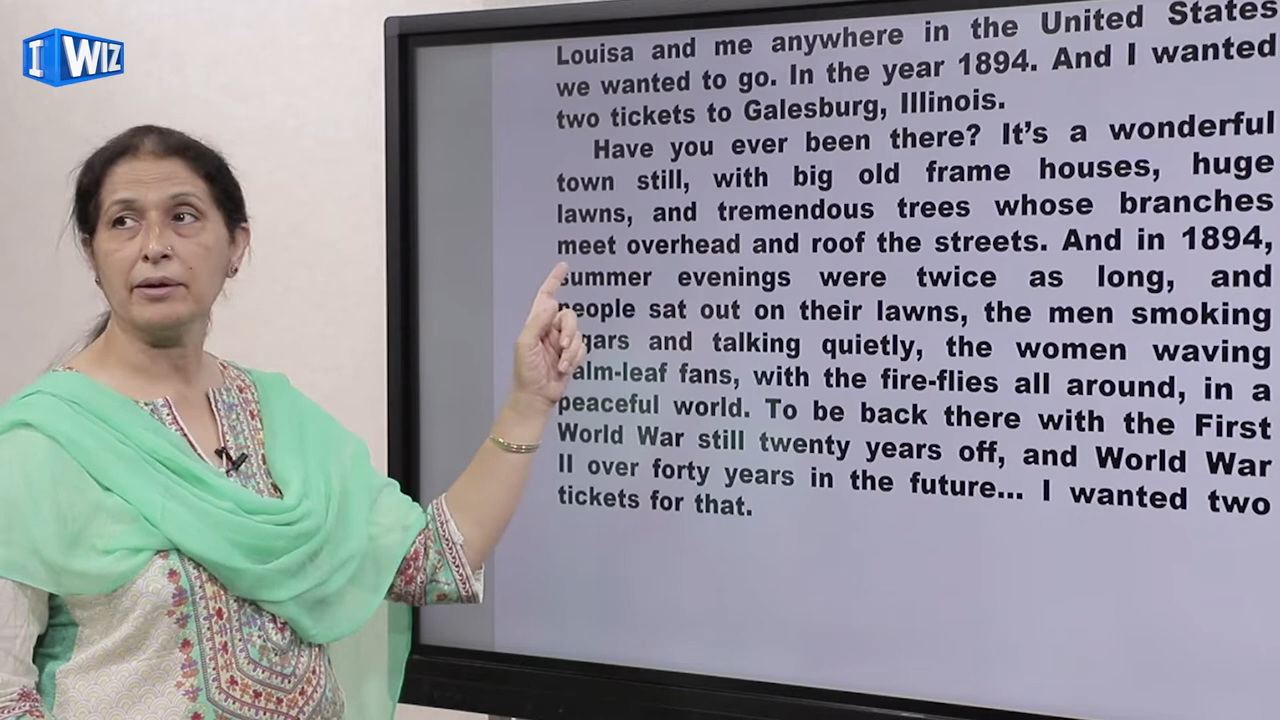 I WIZ
Louisa and me anywhere in the United States
we wanted to go. In the year 1894. And I wanted
two tickets to Galesburg, Illinois.
Have you ever been there? It's a wonderful
town still, with big old frame houses, huge
lawns, and tremendous trees whose branches
meet overhead and roof the streets. And in 1894,
summer evenings were twice as long, and
people sat out on their lawns, the men smoking
gars and talking quietly, the women waving
alm-leaf fans, with the fire-flies all around, in a
peaceful world. To be back there with the First
World War still twenty years off, and World War
II over forty years in the future... I wanted two
tickets for that.